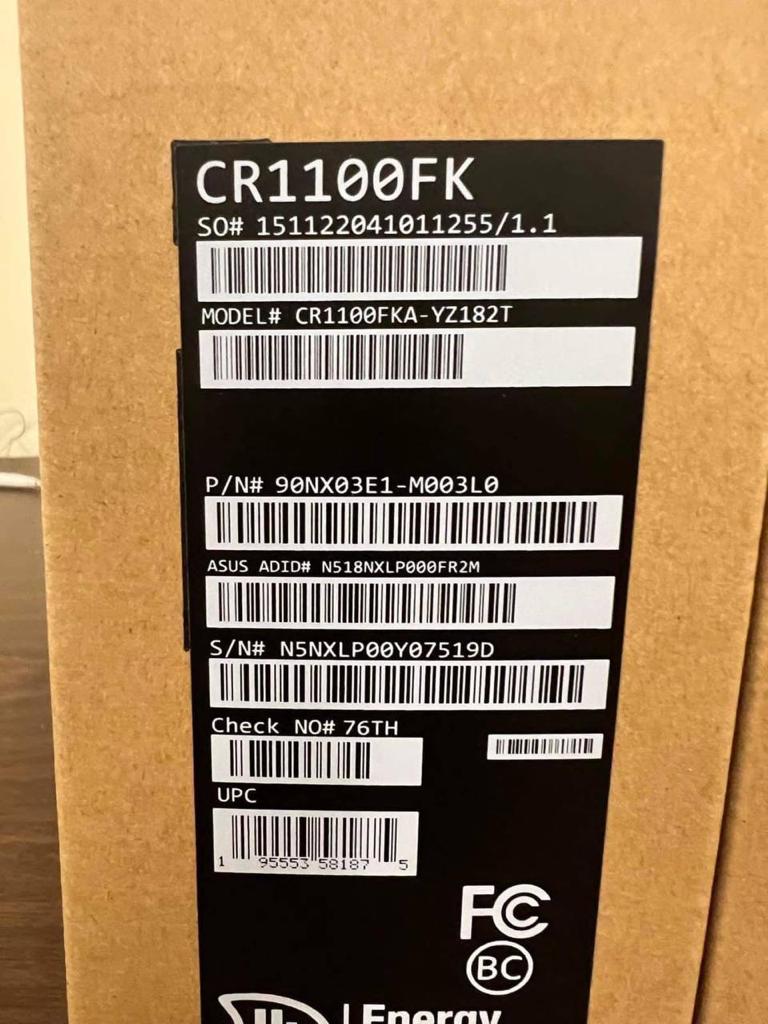 CR1100FK
SO# 151122041011255/1.1
MODEL# CR1100FKA-YZ182T
P/N# 90NX03E1-M003L0
ASUS ADID# N518NXLP000FR2M
S/N# N5NXLP00Y07519D
Check NO# 76TH
UPC
1 95553 58187 5
FC
BC
Energy